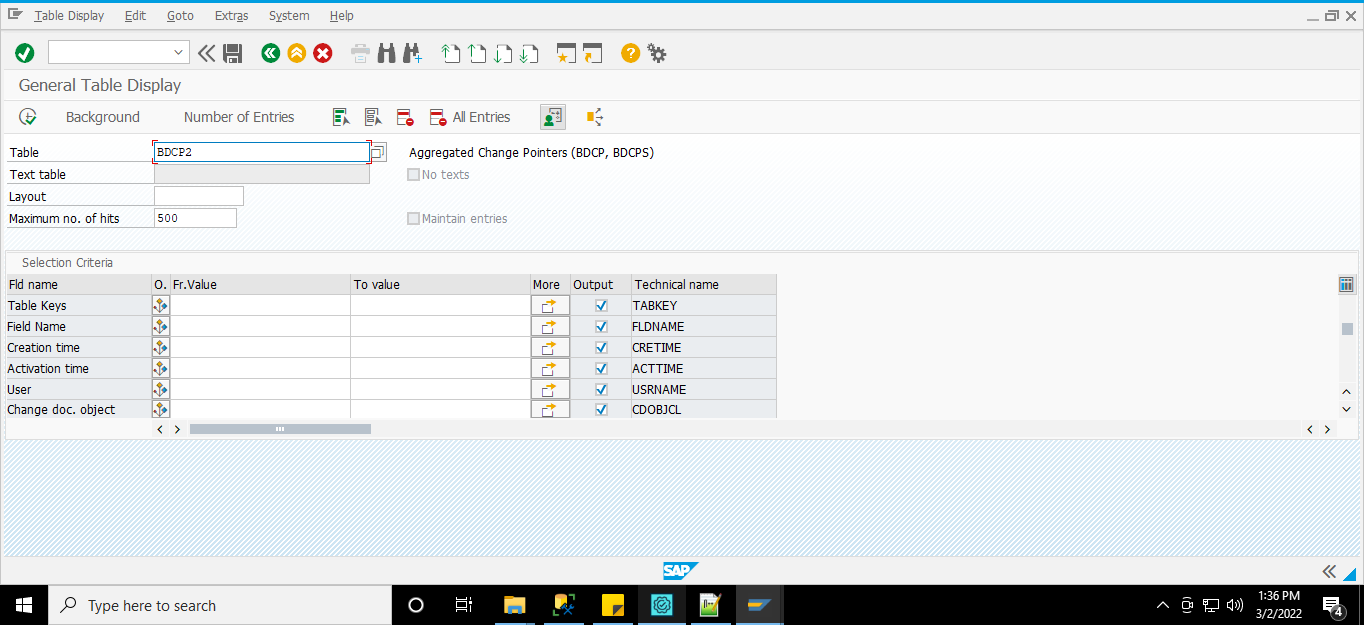 Table Display Edit Goto Extras System Help
General Table Display
Background Number of Entries All Entries
Table BDCP2 Aggregated Change Pointers (BDCP, BDCPS)
Text table No texts
Layout
Maximum no. of hits 500 Maintain entries
Selection Criteria
Fld name O. Fr.Value To value More Output Technical name
Table Keys TABKEY
Field Name FLDNAME
Creation time CRETIME
Activation time ACTTIME
User USRNAME
Change doc. object CDOBJCL
SAP
Type here to search
1:36 PM
3/2/2022
4